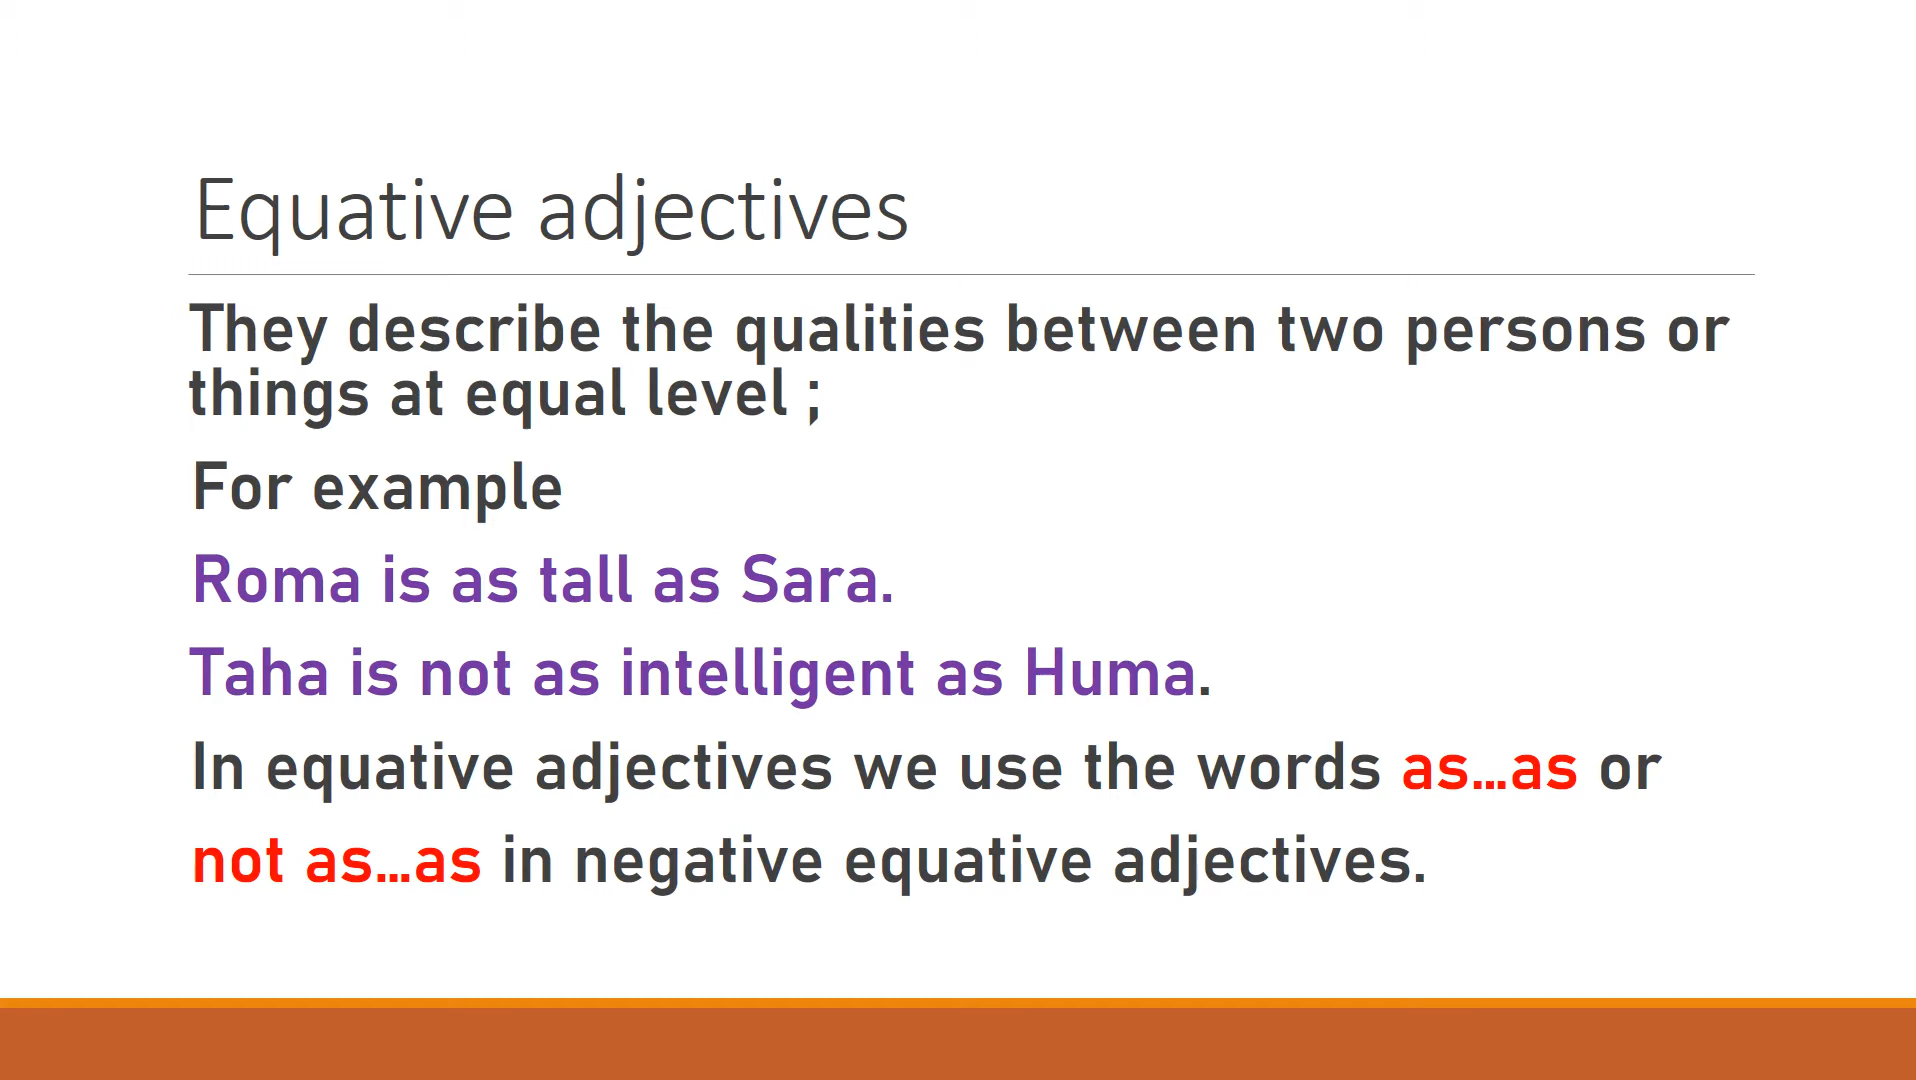 Equative adjectives
They describe the qualities between two persons or
things at equal level ;
For example
Roma is as tall as Sara.
Taha is not as intelligent as Huma.
In equative adjectives we use the words as…as or
not as…as in negative equative adjectives.